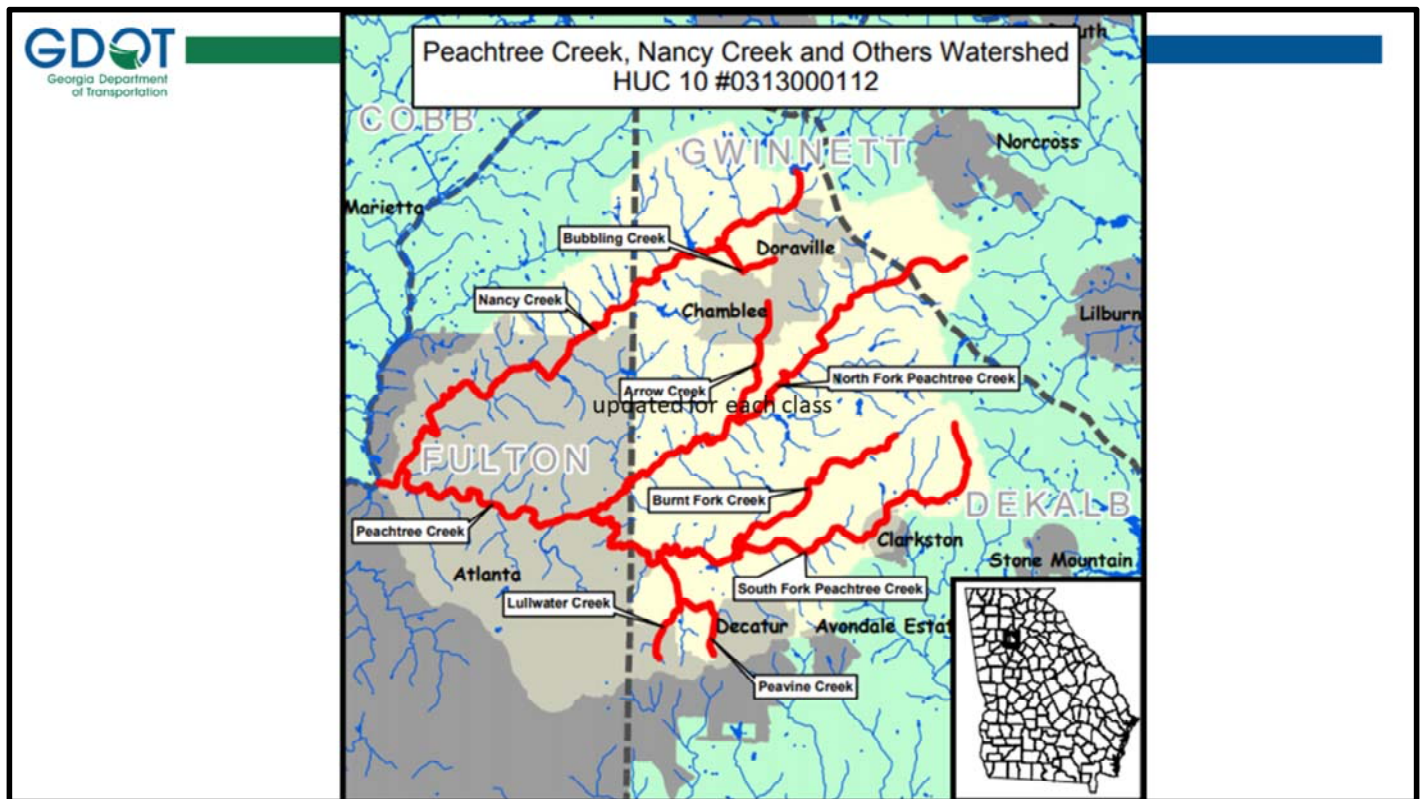 GDOT
Georgia Department
of Transportation
Peachtree Creek, Nancy Creek and Others Watershed
HUC 10 #0313000112
COBB
GWINNETT
Norcross
Marietta
Bubbling Creek
Doraville
Nancy Creek
Chamblee
Lilburn
North Fork Peachtree Creek
Arrow Creek
updated for each class
FULTON
Burnt Fork Creek
DEKALB
Peachtree Creek
Clarkston
Stone Mountain
Atlanta
South Fork Peachtree Creek
Lullwater Creek
Decatur
Avondale Estat
Peavine Creek